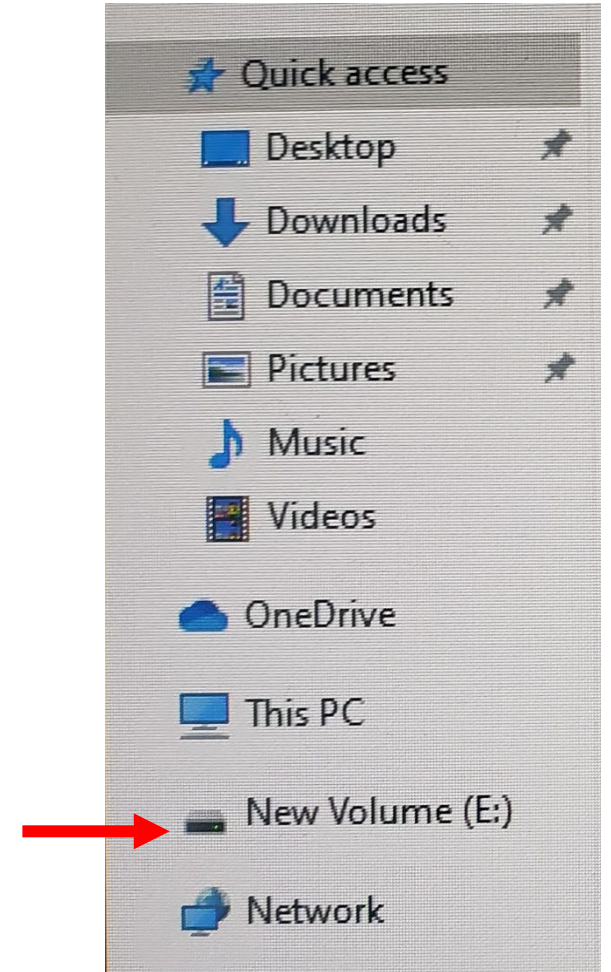 Quick access
Desktop
Downloads
Documents
Pictures
Music
Videos
OneDrive
This PC
New Volume (E:)
Network